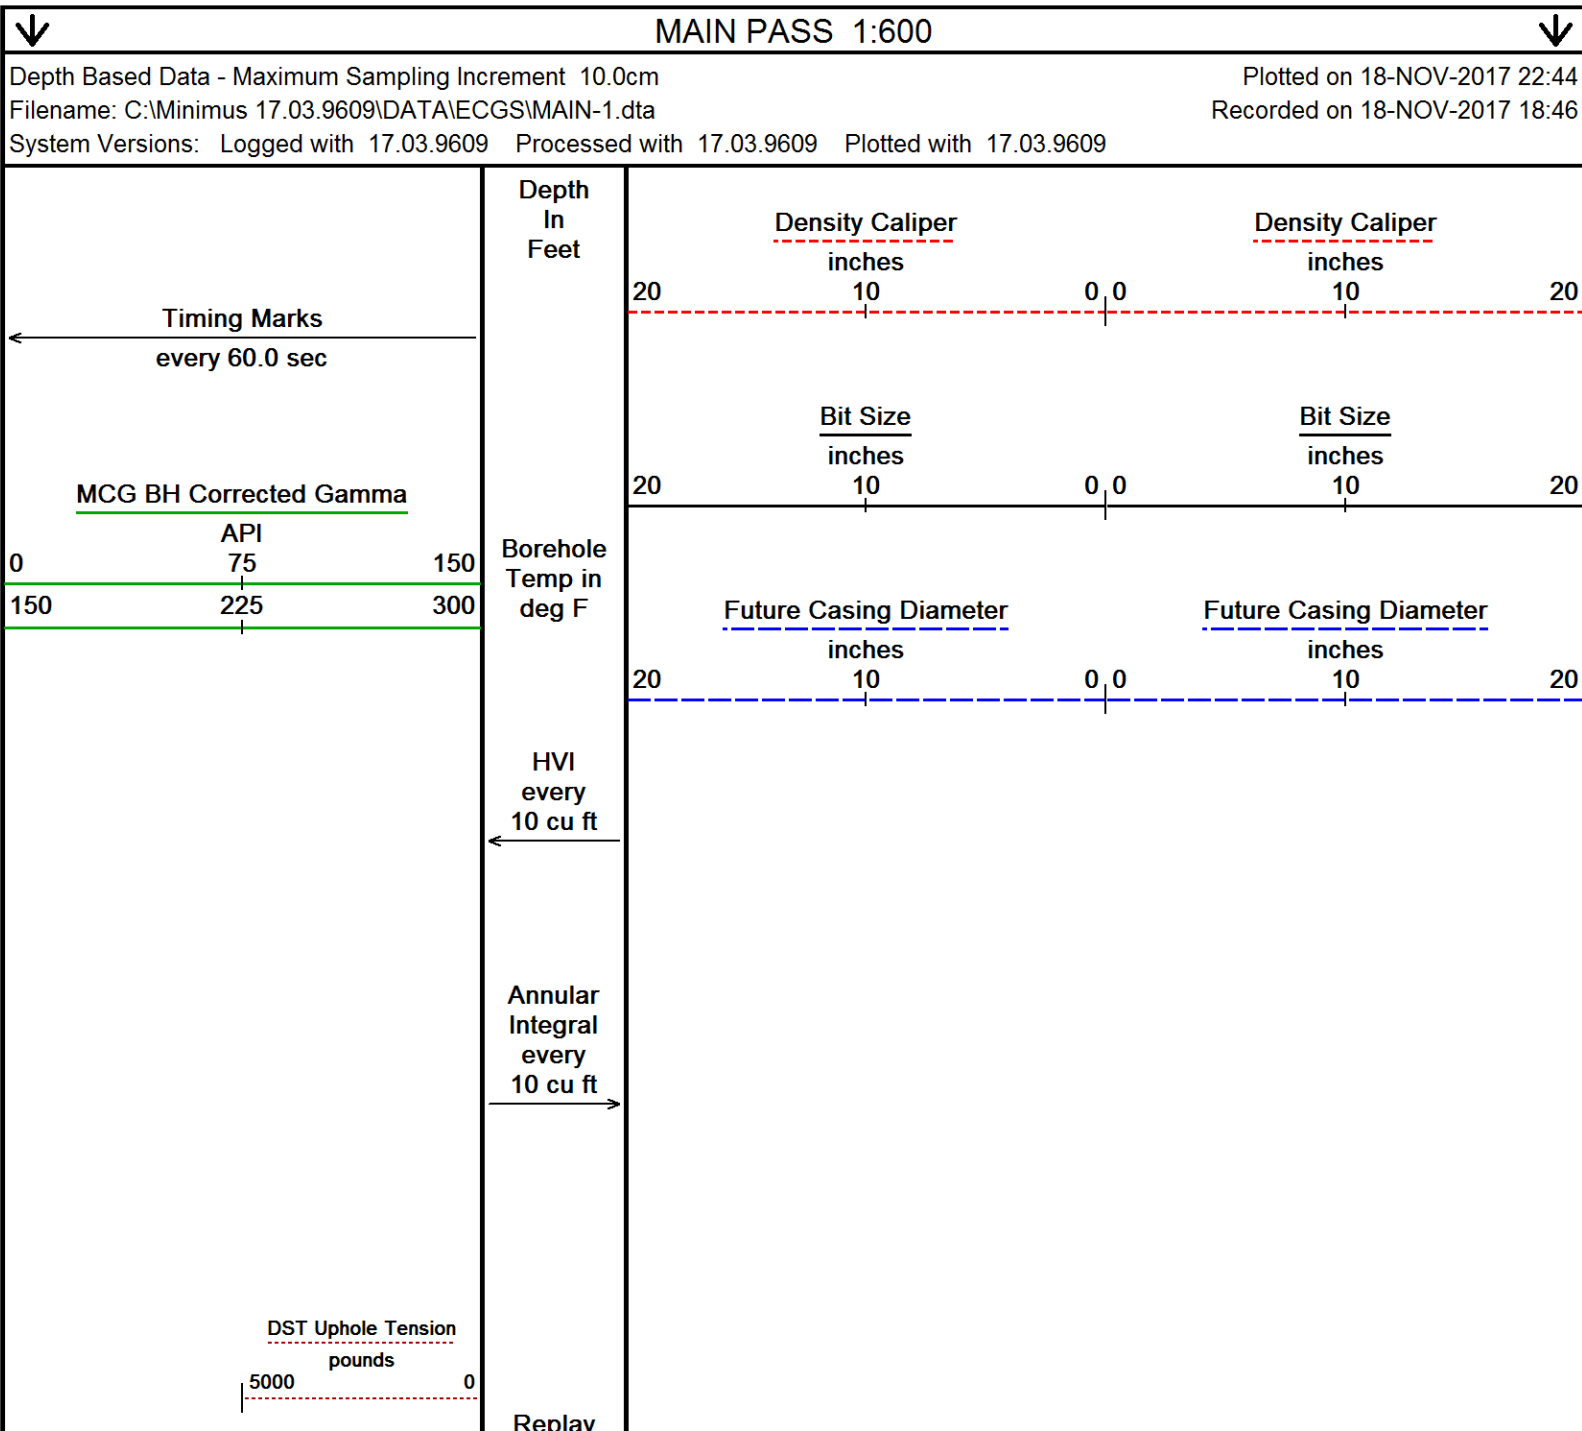 MAIN PASS 1:600
Depth Based Data - Maximum Sampling Increment 10.0cm
Plotted on 18-NOV-2017 22:44
Filename: C:\Minimus 17.03.9609\DATA\ECGS\MAIN-1.dta
Recorded on 18-NOV-2017 18:46
System Versions: Logged with 17.03.9609 Processed with 17.03.9609 Plotted with 17.03.9609
Timing Marks
every 60.0 sec
MCG BH Corrected Gamma
API
0 75 150
150 225 300
DST Uphole Tension
pounds
5000 0
Depth
In
Feet
Borehole
Temp in
deg F
HVI
every
10 cu ft
Annular
Integral
every
10 cu ft
Replay
Density Caliper
inches
20 10 0
Density Caliper
inches
0 10 20
Bit Size
inches
20 10 0
Bit Size
inches
0 10 20
Future Casing Diameter
inches
20 10 0
Future Casing Diameter
inches
0 10 20